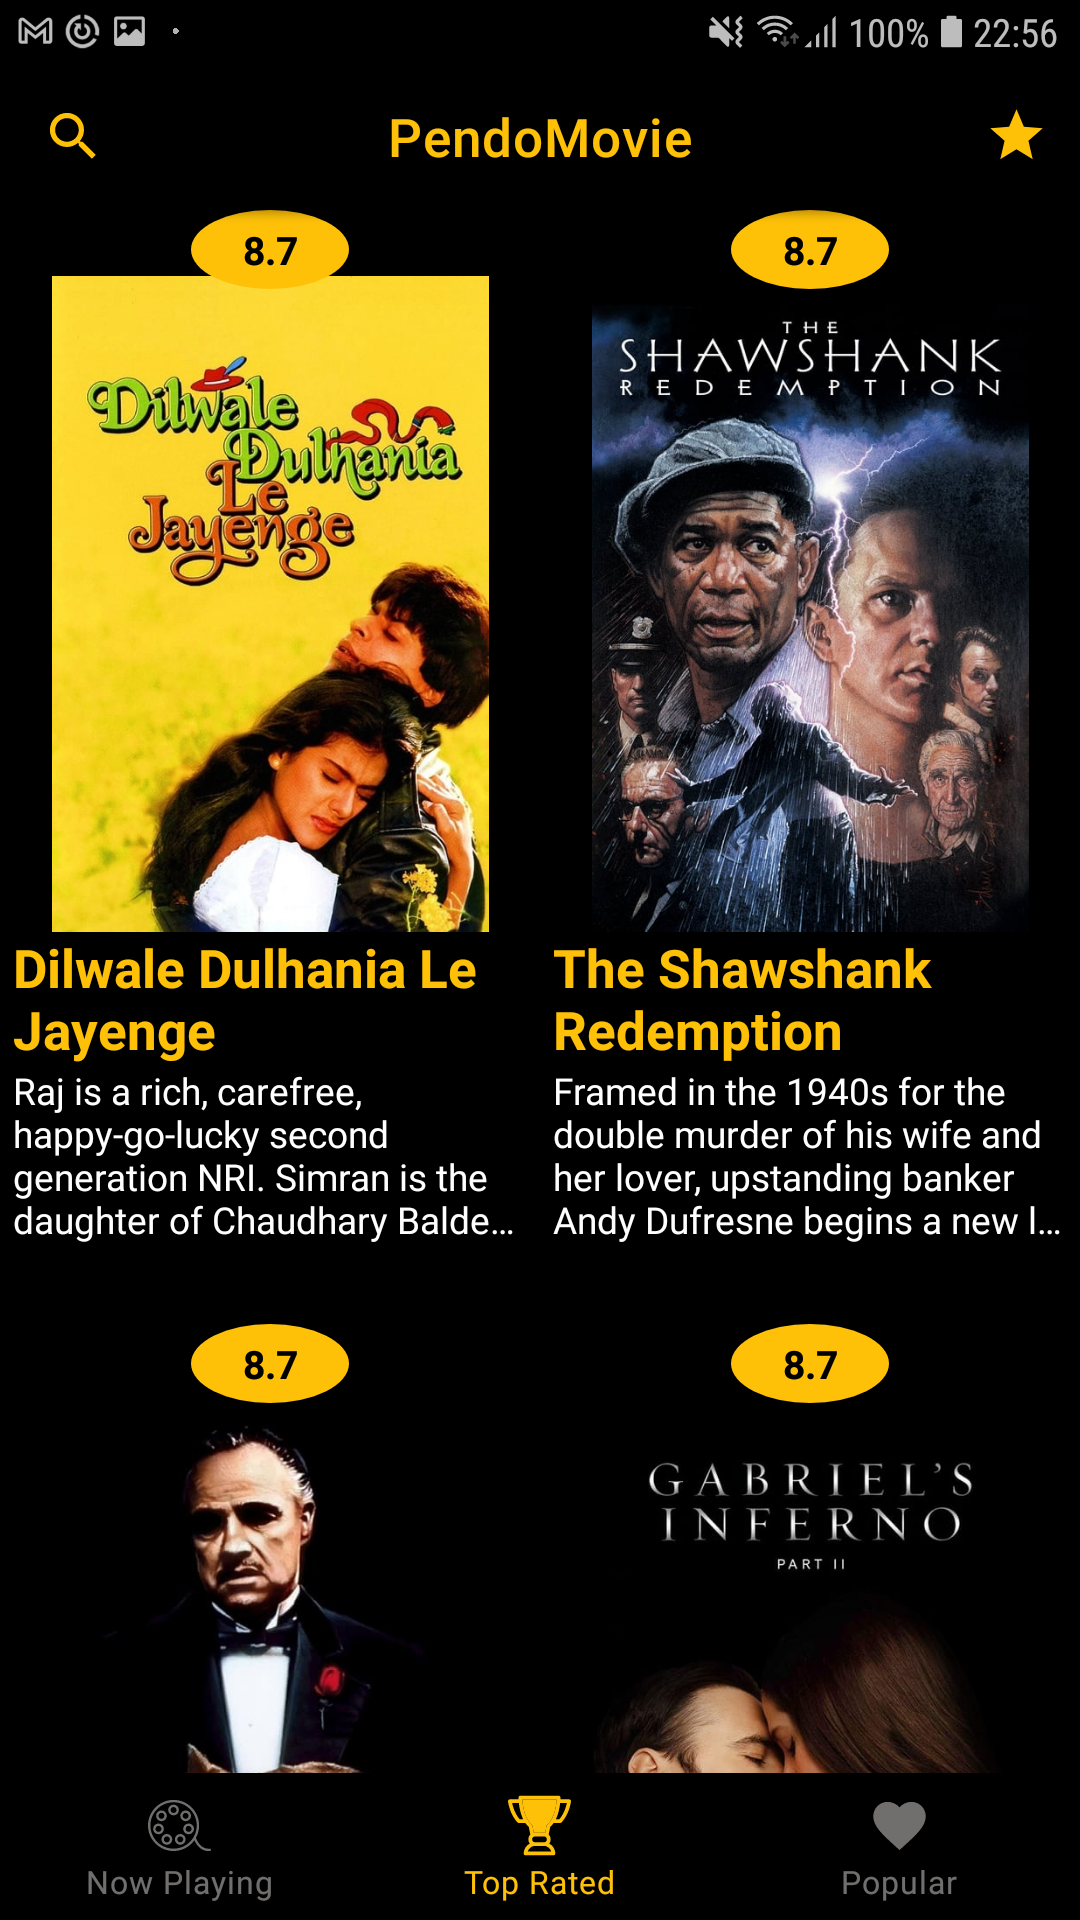 100% 22:56
PendoMovie
8.7
8.7
Dilwale
Dulhania
Le
Jayenge
THE
SHAWSHANK
REDEMPTION
Dilwale Dulhania Le
Jayenge
The Shawshank
Redemption
Raj is a rich, carefree,
happy-go-lucky second
generation NRI. Simran is the
daughter of Chaudhary Balde...
Framed in the 1940s for the
double murder of his wife and
her lover, upstanding banker
Andy Dufresne begins a new l...
8.7
8.7
GABRIEL'S
INFERNO
PART II
Now Playing
Top Rated
Popular